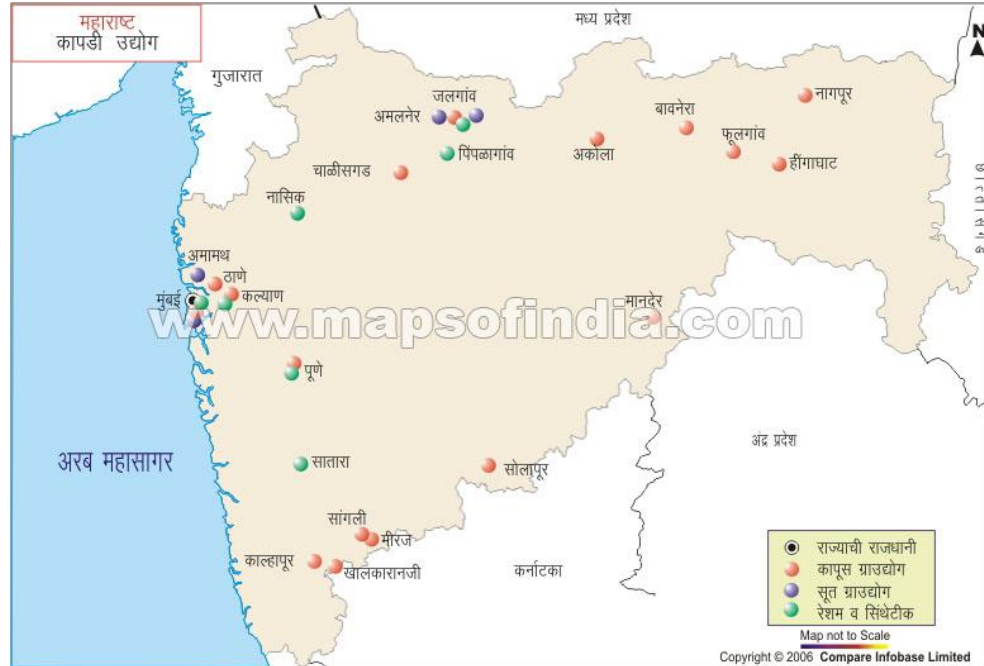 महाराष्ट
कापडी उद्योग
मध्य प्रदेश
N
गुजरात
जलगांव
अमलनेर
नागपूर
बावनेरा
फूलगांव
पिंपळागांव
अकोला
हींगाघाट
चाळीसगड
नासिक
अमामथ
ठाणे
मुंबई
कल्याण
मानदेर
www.mapsofindia.com
पूणे
अंद्र प्रदेश
अरब महासागर
सातारा
सोलापूर
सांगली
मीरज
काल्हापूर
खालकारानजी
कर्नाटका
राज्याची राजधानी
कापूस ग्राउद्योग
सूत ग्राउद्योग
रेशम व सिंथेटीक
Map not to Scale
Copyright © 2006 Compare Infobase Limited